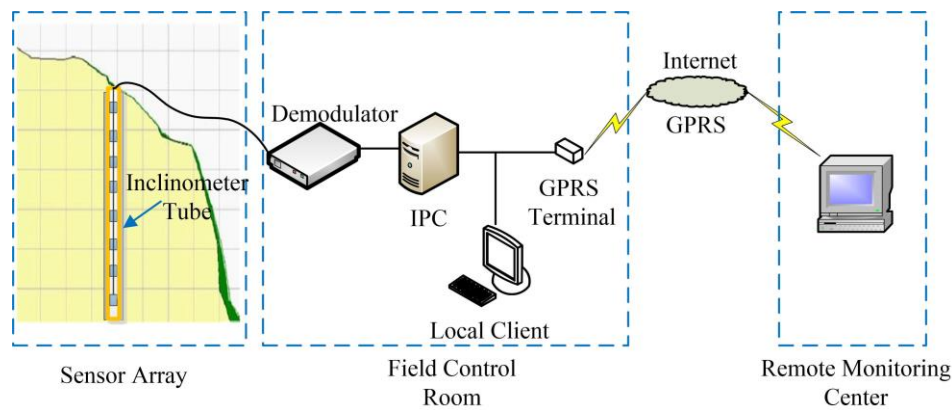 Inclinometer
Tube
Sensor Array
Demodulator
IPC
GPRS
Terminal
Local Client
Field Control
Room
Internet
GPRS
Remote Monitoring
Center